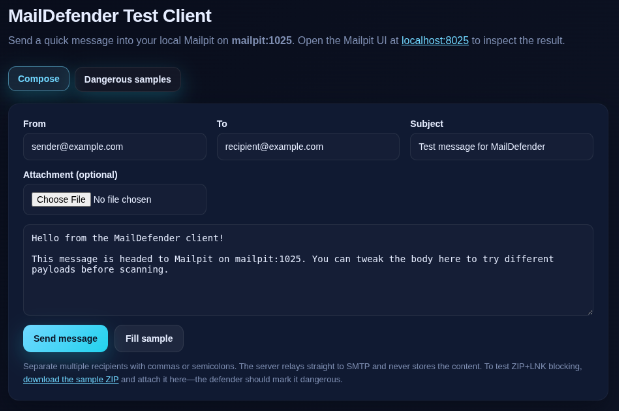 MailDefender Test Client
Send a quick message into your local Mailpit on mailpit:1025. Open the Mailpit UI at localhost:8025 to inspect the result.
Compose
Dangerous samples
From
To
Subject
sender@example.com
recipient@example.com
Test message for MailDefender
Attachment (optional)
Choose File No file chosen
Hello from the MailDefender client!
This message is headed to Mailpit on mailpit:1025. You can tweak the body here to try different
payloads before scanning.
Send message
Fill sample
Separate multiple recipients with commas or semicolons. The server relays straight to SMTP and never stores the content. To test ZIP+LNK blocking,
download the sample ZIP and attach it here—the defender should mark it dangerous.